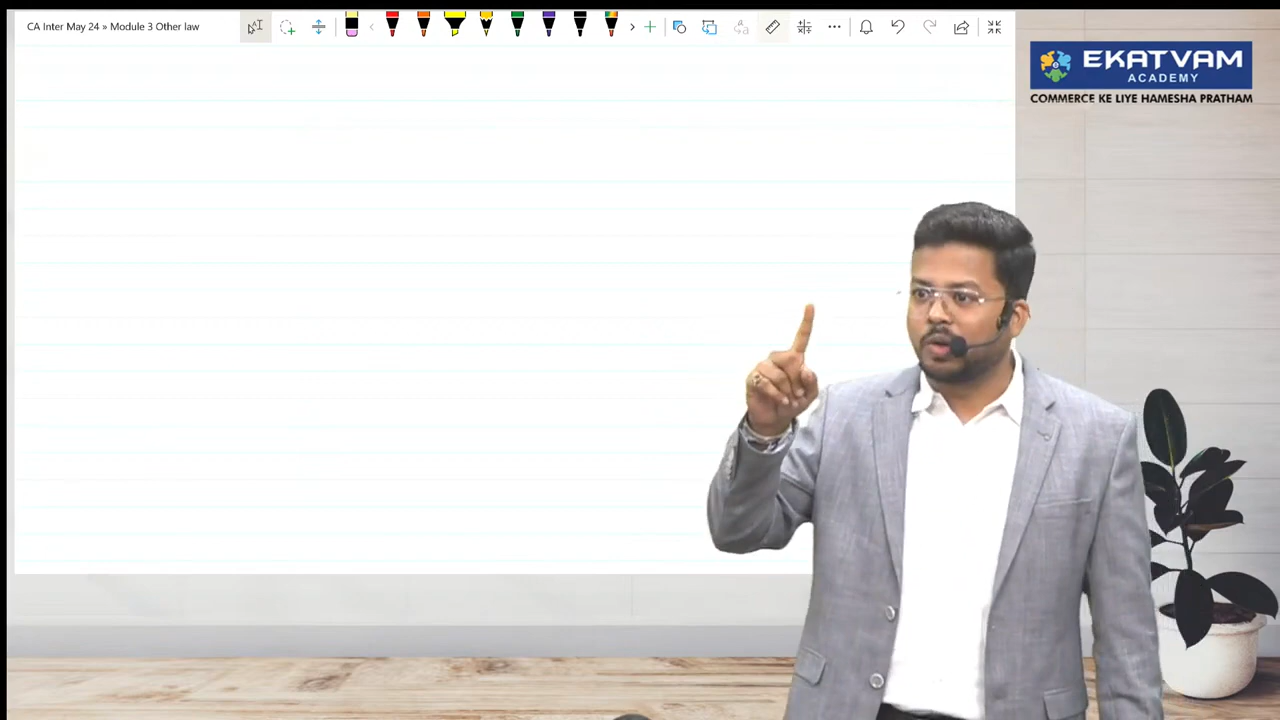 CA Inter May 24 » Module 3 Other law
EKATVAM
ACADEMY
COMMERCE KE LIYE HAMESHA PRATHAM